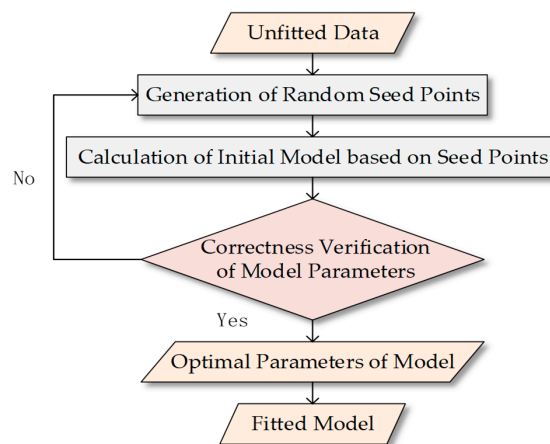 Unfitted Data
Generation of Random Seed Points
Calculation of Initial Model based on Seed Points
No
Correctness Verification
of Model Parameters
Yes
Optimal Parameters of Model
Fitted Model